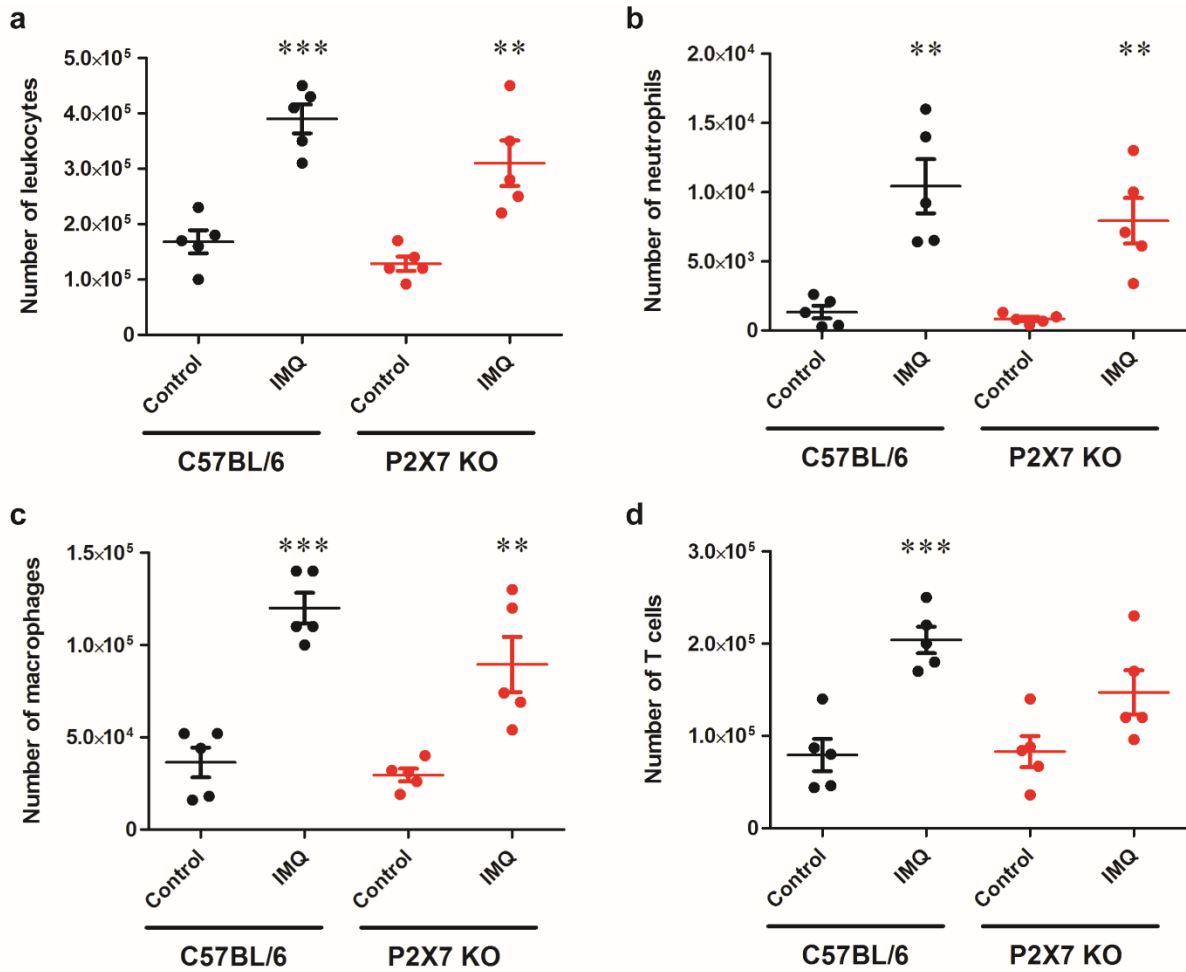 a
Number of leukocytes
5.0×10⁵
4.0×10⁵
3.0×10⁵
2.0×10⁵
1.0×10⁵
0
***
**
Control
IMQ
Control
IMQ
C57BL/6
P2X7 KO
b
Number of neutrophils
2.0×10⁴
1.5×10⁴
1.0×10⁴
5.0×10³
0
**
**
Control
IMQ
Control
IMQ
C57BL/6
P2X7 KO
c
Number of macrophages
1.5×10⁵
1.0×10⁵
5.0×10⁴
0
***
**
Control
IMQ
Control
IMQ
C57BL/6
P2X7 KO
d
Number of T cells
3.0×10⁵
2.0×10⁵
1.0×10⁵
0
***
Control
IMQ
Control
IMQ
C57BL/6
P2X7 KO